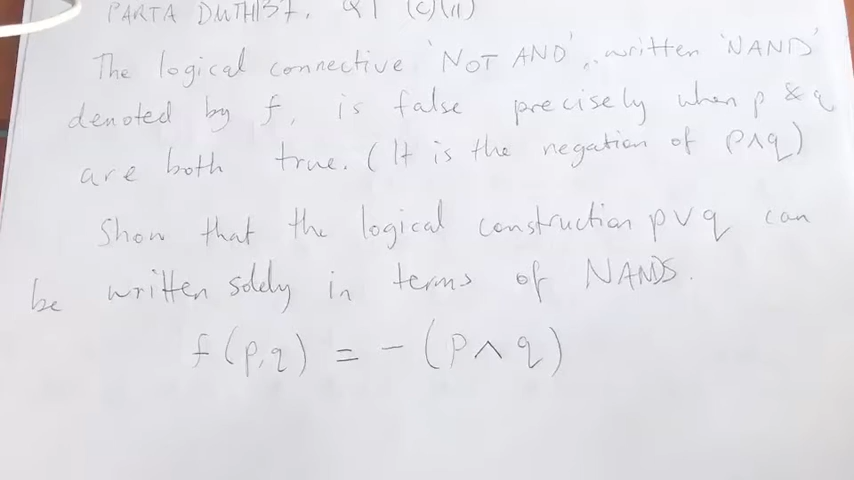 PARTA DMTH137. Q1 (C)(II)
The logical connective 'NOT AND', written 'NAND'
denoted by f, is false precisely when p & q
are both true. (It is the negation of p∧q)
Show that the logical construction p∨q can
be written solely in terms of NANDS.
f(p,q) = -(p∧q)